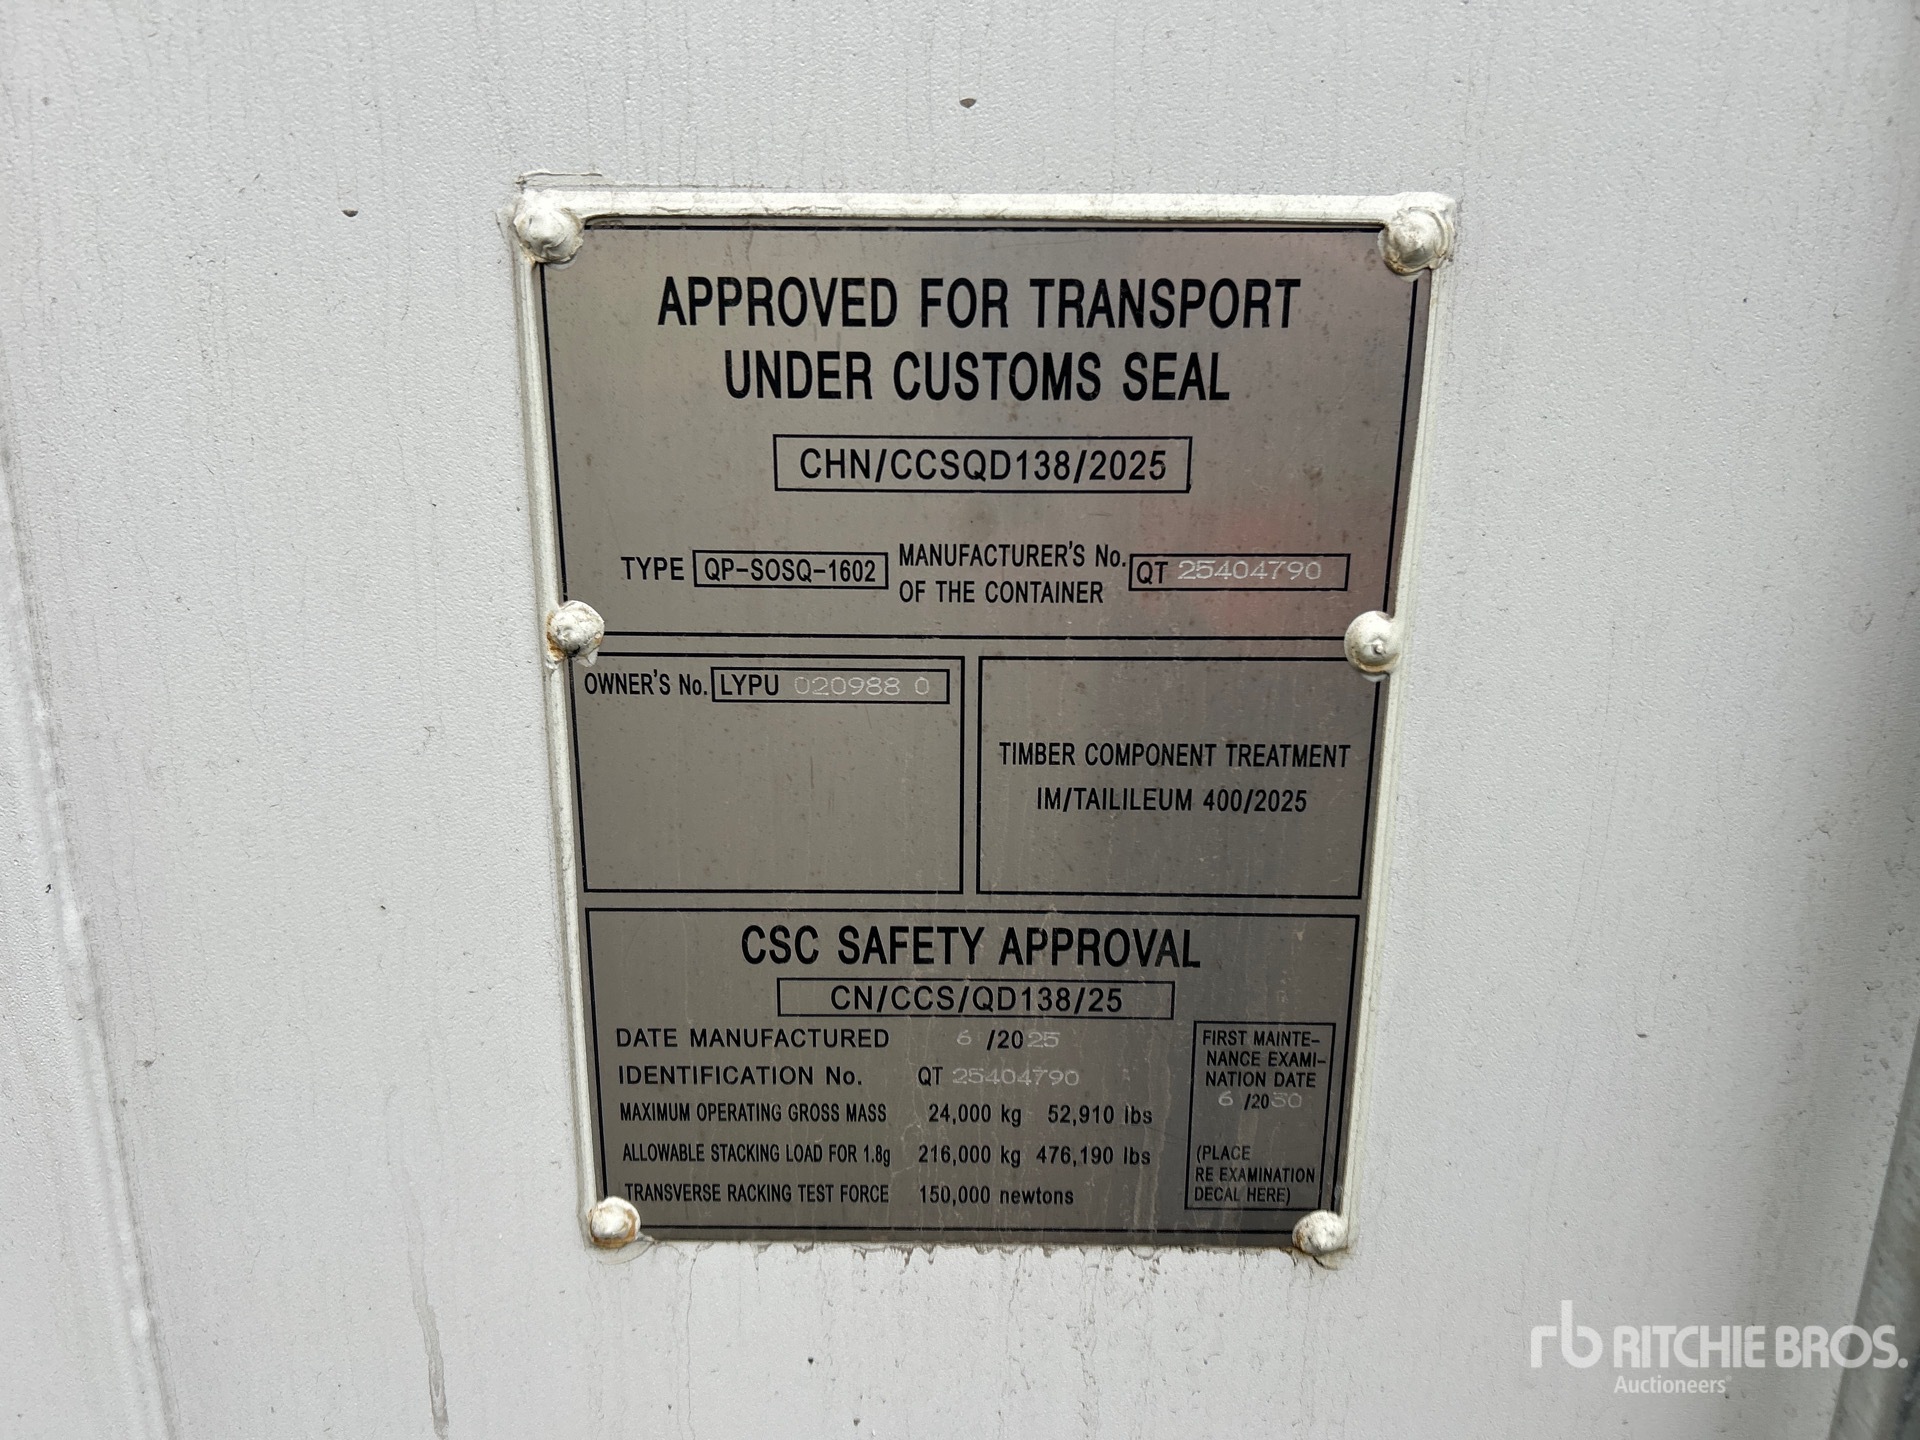 APPROVED FOR TRANSPORT
UNDER CUSTOMS SEAL
CHN/CCSQD138/2025
TYPE QP-SOSQ-1602 MANUFACTURER'S No. OF THE CONTAINER QT 25404790
OWNER'S No. LYPU 020988 0
TIMBER COMPONENT TREATMENT
IM/TAILILEUM 400/2025
CSC SAFETY APPROVAL
CN/CCS/QD138/25
DATE MANUFACTURED 6 /2025
IDENTIFICATION No. QT 25404790
MAXIMUM OPERATING GROSS MASS 24,000 kg 52,910 lbs
ALLOWABLE STACKING LOAD FOR 1.8g 216,000 kg 476,190 lbs
TRANSVERSE RACKING TEST FORCE 150,000 newtons
FIRST MAINTE-
NANCE EXAMI-
NATION DATE
6 /2030
(PLACE
RE EXAMINATION
DECAL HERE)
rb RITCHIE BROS.
Auctioneers